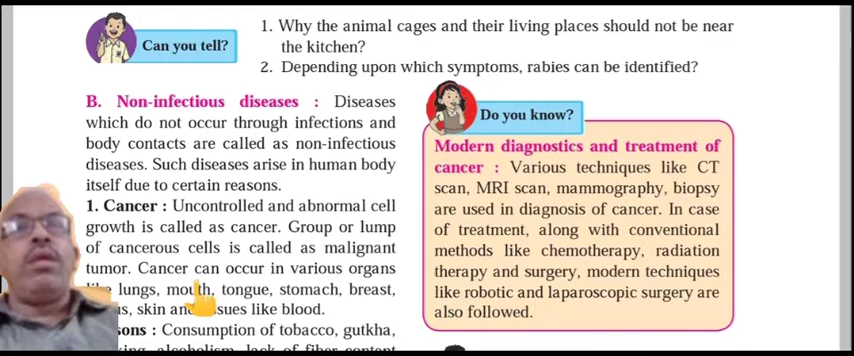 Can you tell?
1. Why the animal cages and their living places should not be near
the kitchen?
2. Depending upon which symptoms, rabies can be identified?
B. Non-infectious diseases : Diseases
which do not occur through infections and
body contacts are called as non-infectious
diseases. Such diseases arise in human body
itself due to certain reasons.
1. Cancer : Uncontrolled and abnormal cell
growth is called as cancer. Group or lump
of cancerous cells is called as malignant
tumor. Cancer can occur in various organs
lungs, mouth, tongue, stomach, breast,
skin and like blood.
Consumption of tobacco, gutkha,
Do you know?
Modern diagnostics and treatment of
cancer : Various techniques like CT
scan, MRI scan, mammography, biopsy
are used in diagnosis of cancer. In case
of treatment, along with conventional
methods like chemotherapy, radiation
therapy and surgery, modern techniques
like robotic and laparoscopic surgery are
also followed.